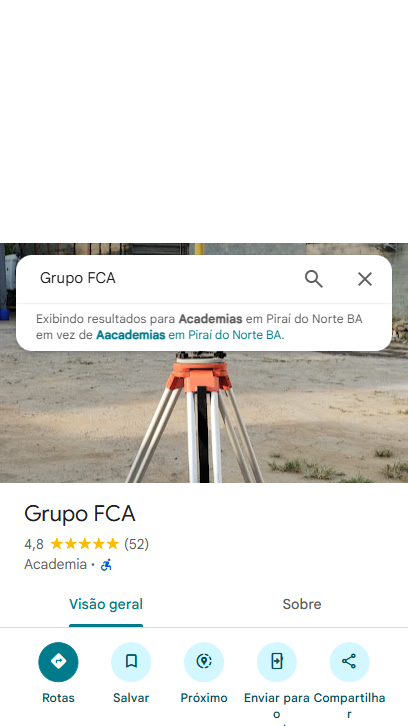 Grupo FCA
Exibindo resultados para Academias em Piraí do Norte BA
em vez de Aacademias em Piraí do Norte BA.
Grupo FCA
4,8 (52)
Academia ·
Visão geral Sobre
Rotas Salvar Próximo Enviar para o Compartilhar